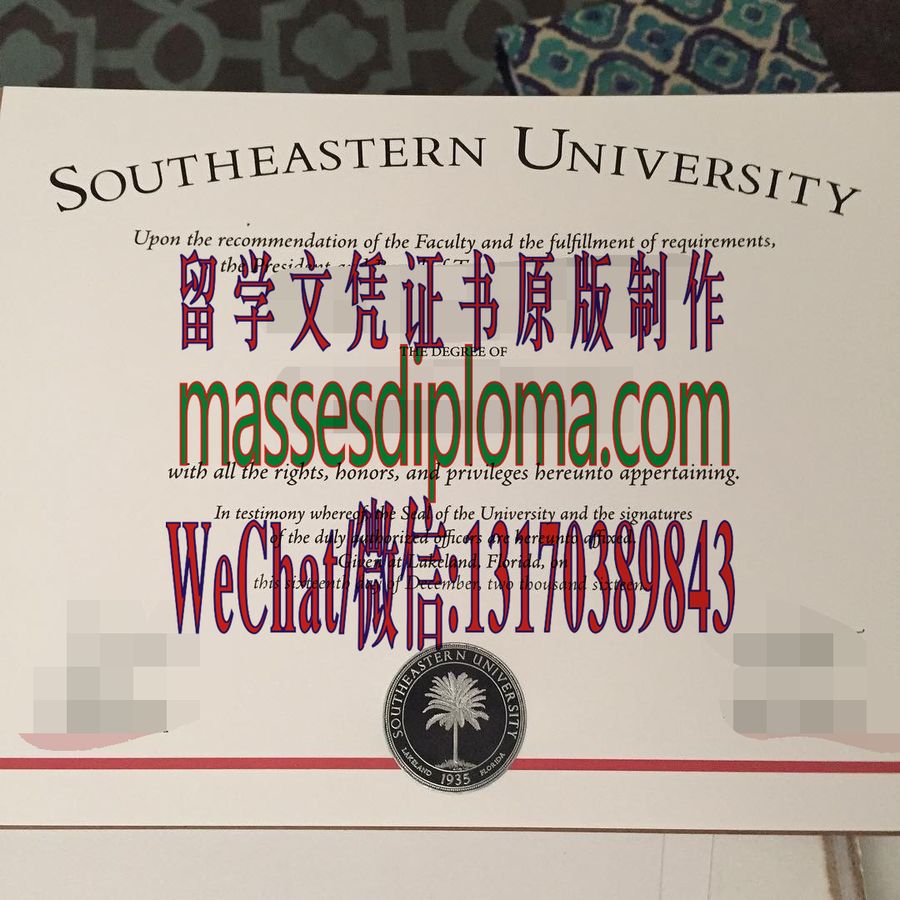 SOUTHEASTERN UNIVERSITY
Upon the recommendation of the Faculty and the fulfillment of requirements,
the President and
留学文凭证书原版制作
THE DEGREE OF
massesdiploma.com
with all the rights, honors, and privileges hereunto appertaining.
In testimony whereof, the Seal of the University and the signatures
of the duly authorized officers are hereunto affixed.
Given at Lakeland, Florida, on
this sixteenth day of December, two thousand sixteen.
WeChat/微信:13170389843
SOUTHEASTERN UNIVERSITY
LAKELAND 1935 FLORIDA